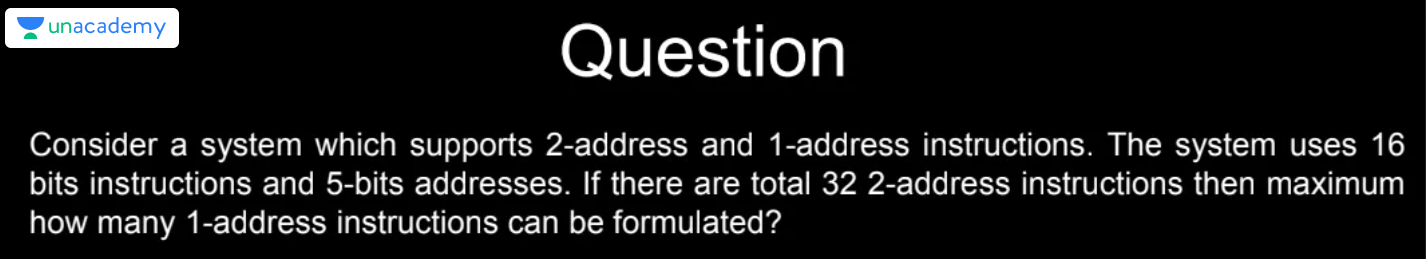 unacademy
Question
Consider a system which supports 2-address and 1-address instructions. The system uses 16
bits instructions and 5-bits addresses. If there are total 32 2-address instructions then maximum
how many 1-address instructions can be formulated?